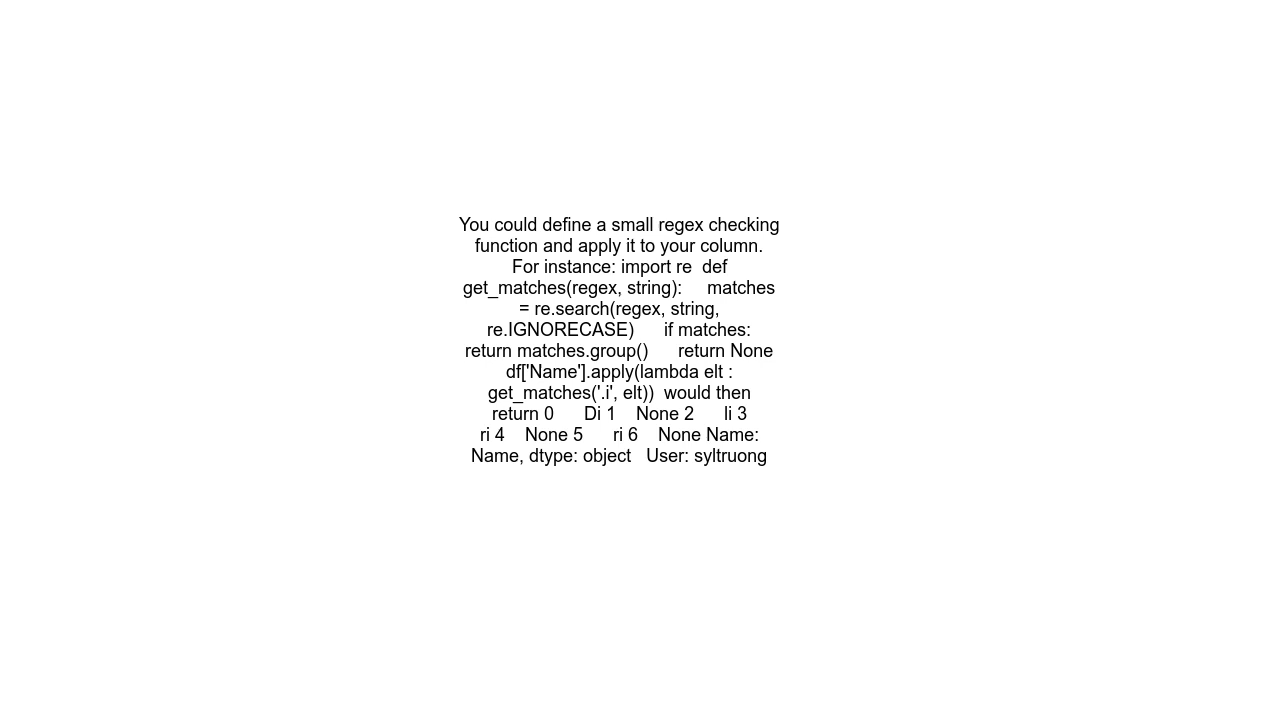 You could define a small regex checking
function and apply it to your column.
For instance: import re  def
get_matches(regex, string):     matches
= re.search(regex, string,
re.IGNORECASE)      if matches:
return matches.group()      return None
df['Name'].apply(lambda elt :
get_matches('.i', elt))  would then
return 0      Di 1    None 2      li 3
ri 4    None 5      ri 6    None Name:
Name, dtype: object   User: syltruong